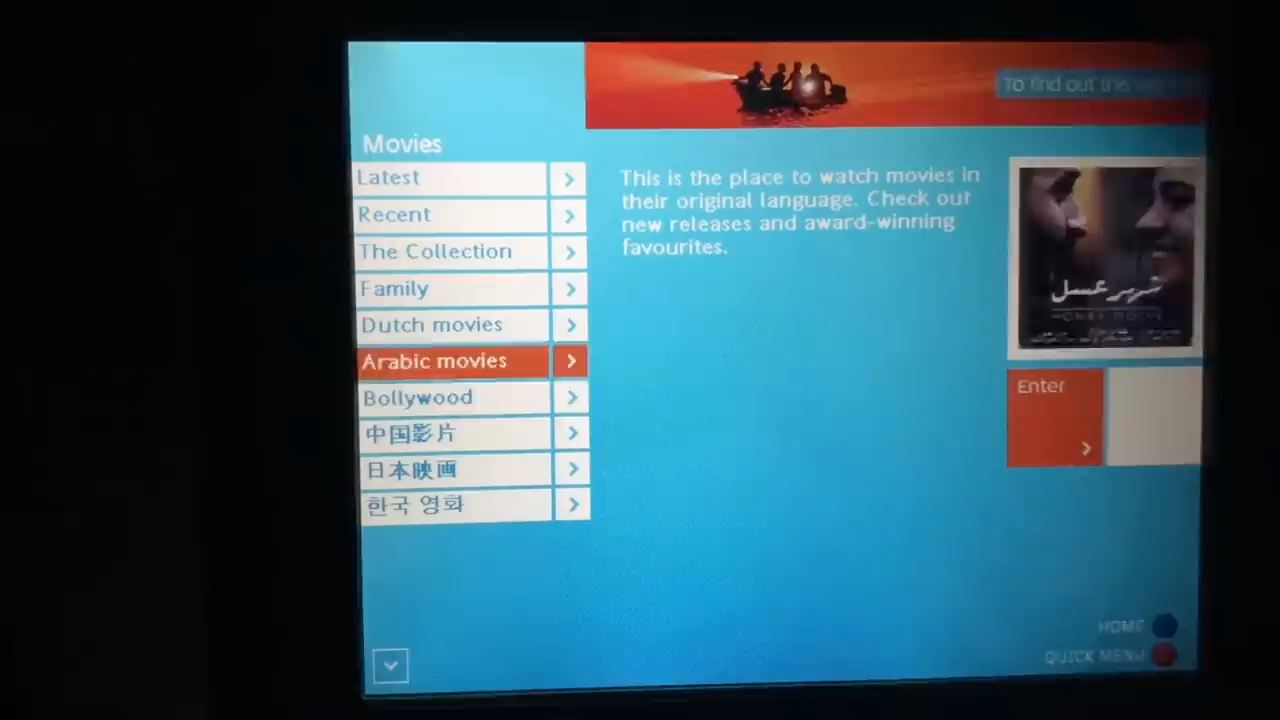 To find out this
Movies
Latest
Recent
The Collection
Family
Dutch movies
Arabic movies
Bollywood
中国影片
日本映画
한국 영화
This is the place to watch movies in
their original language. Check out
new releases and award-winning
favourites.
شهر عسل
Enter
HOME
QUICK MENU